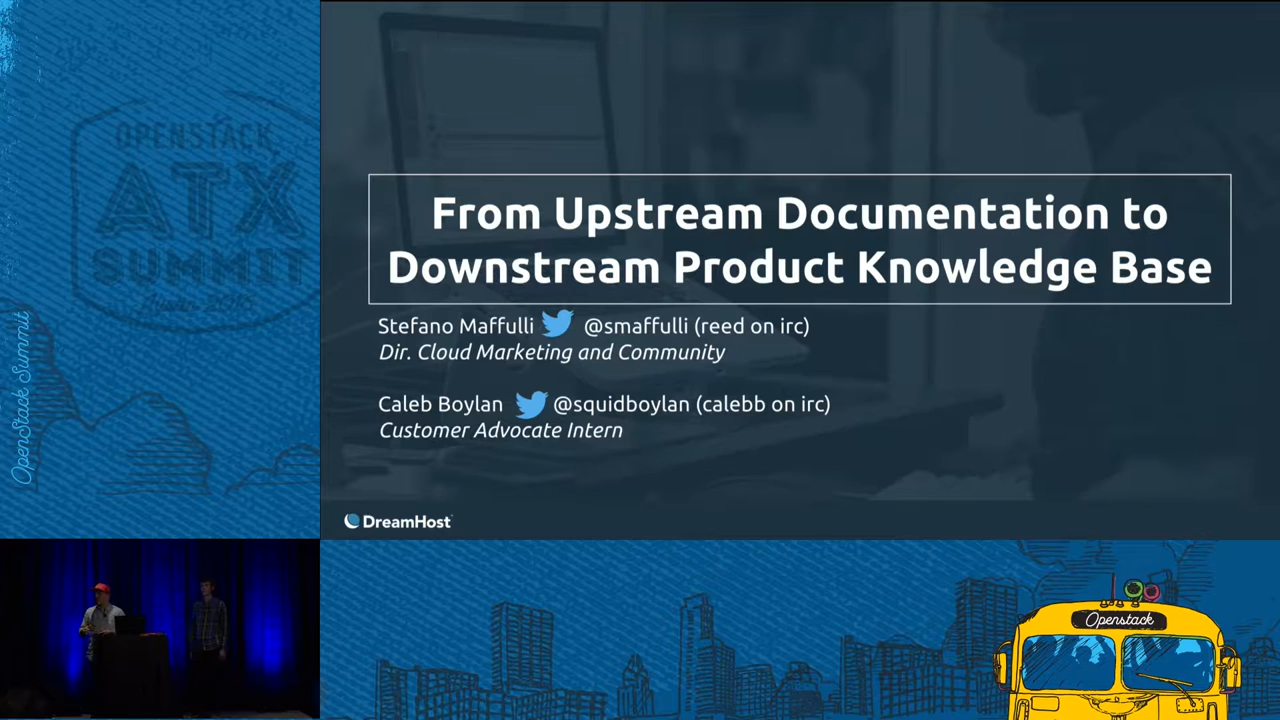 OPENSTACK
ATX
SUMMIT
OpenStack Summit
From Upstream Documentation to
Downstream Product Knowledge Base
Stefano Maffulli @smaffulli (reed on irc)
Dir. Cloud Marketing and Community
Caleb Boylan @squidboylan (calebb on irc)
Customer Advocate Intern
DreamHost
Openstack